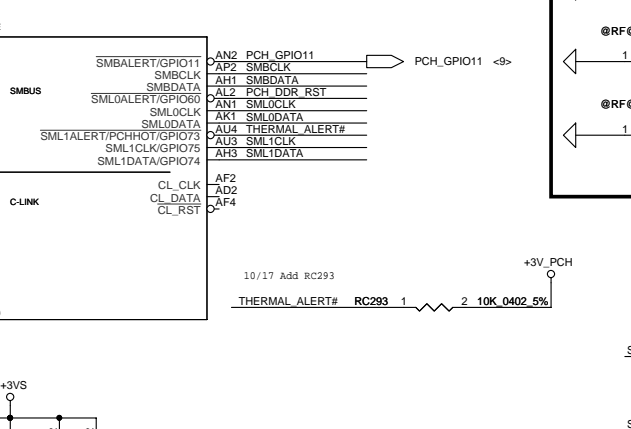 @RF@
SMBALERT/GPIO11 AN2 PCH_GPIO11 PCH_GPIO11 <9> 1
SMBCLK AP2 SMBCLK
SMBUS SMBDATA AH1 SMBDATA
SML0ALERT/GPIO60 AL2 PCH_DDR_RST
SML0CLK AN1 SML0CLK @RF@
SML0DATA AK1 SML0DATA
SML1ALERT/PCHHOT/GPIO73 AU4 THERMAL_ALERT# 1
SML1CLK/GPIO75 AU3 SML1CLK
SML1DATA/GPIO74 AH3 SML1DATA
CL_CLK AF2
C-LINK CL_DATA AD2
CL_RST AF4
+3V_PCH
10/17 Add RC293
THERMAL_ALERT# RC293 1 2 10K_0402_5%
+3VS